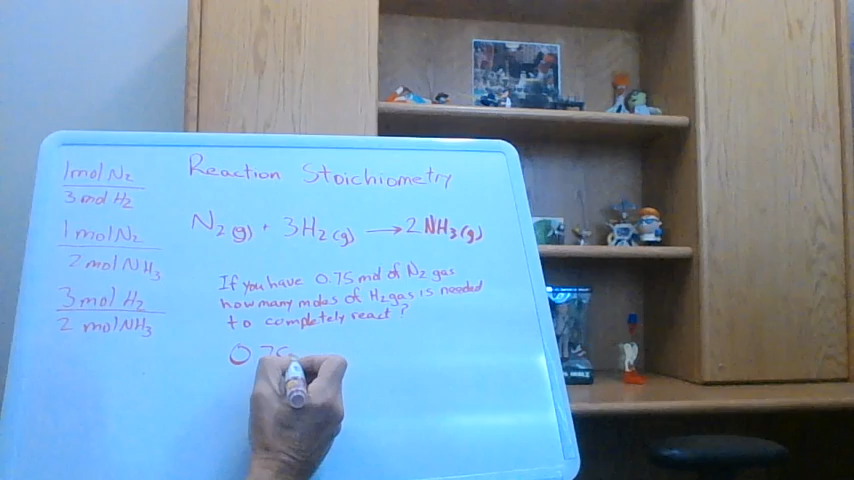 Reaction Stoichiometry
1 mol N2
3 mol H2
1 mol N2
2 mol NH3
3 mol H2
2 mol NH3
N2(g) + 3H2(g) → 2NH3(g)
If you have 0.75 mol of N2 gas
how many moles of H2 gas is needed
to completely react?
0.75